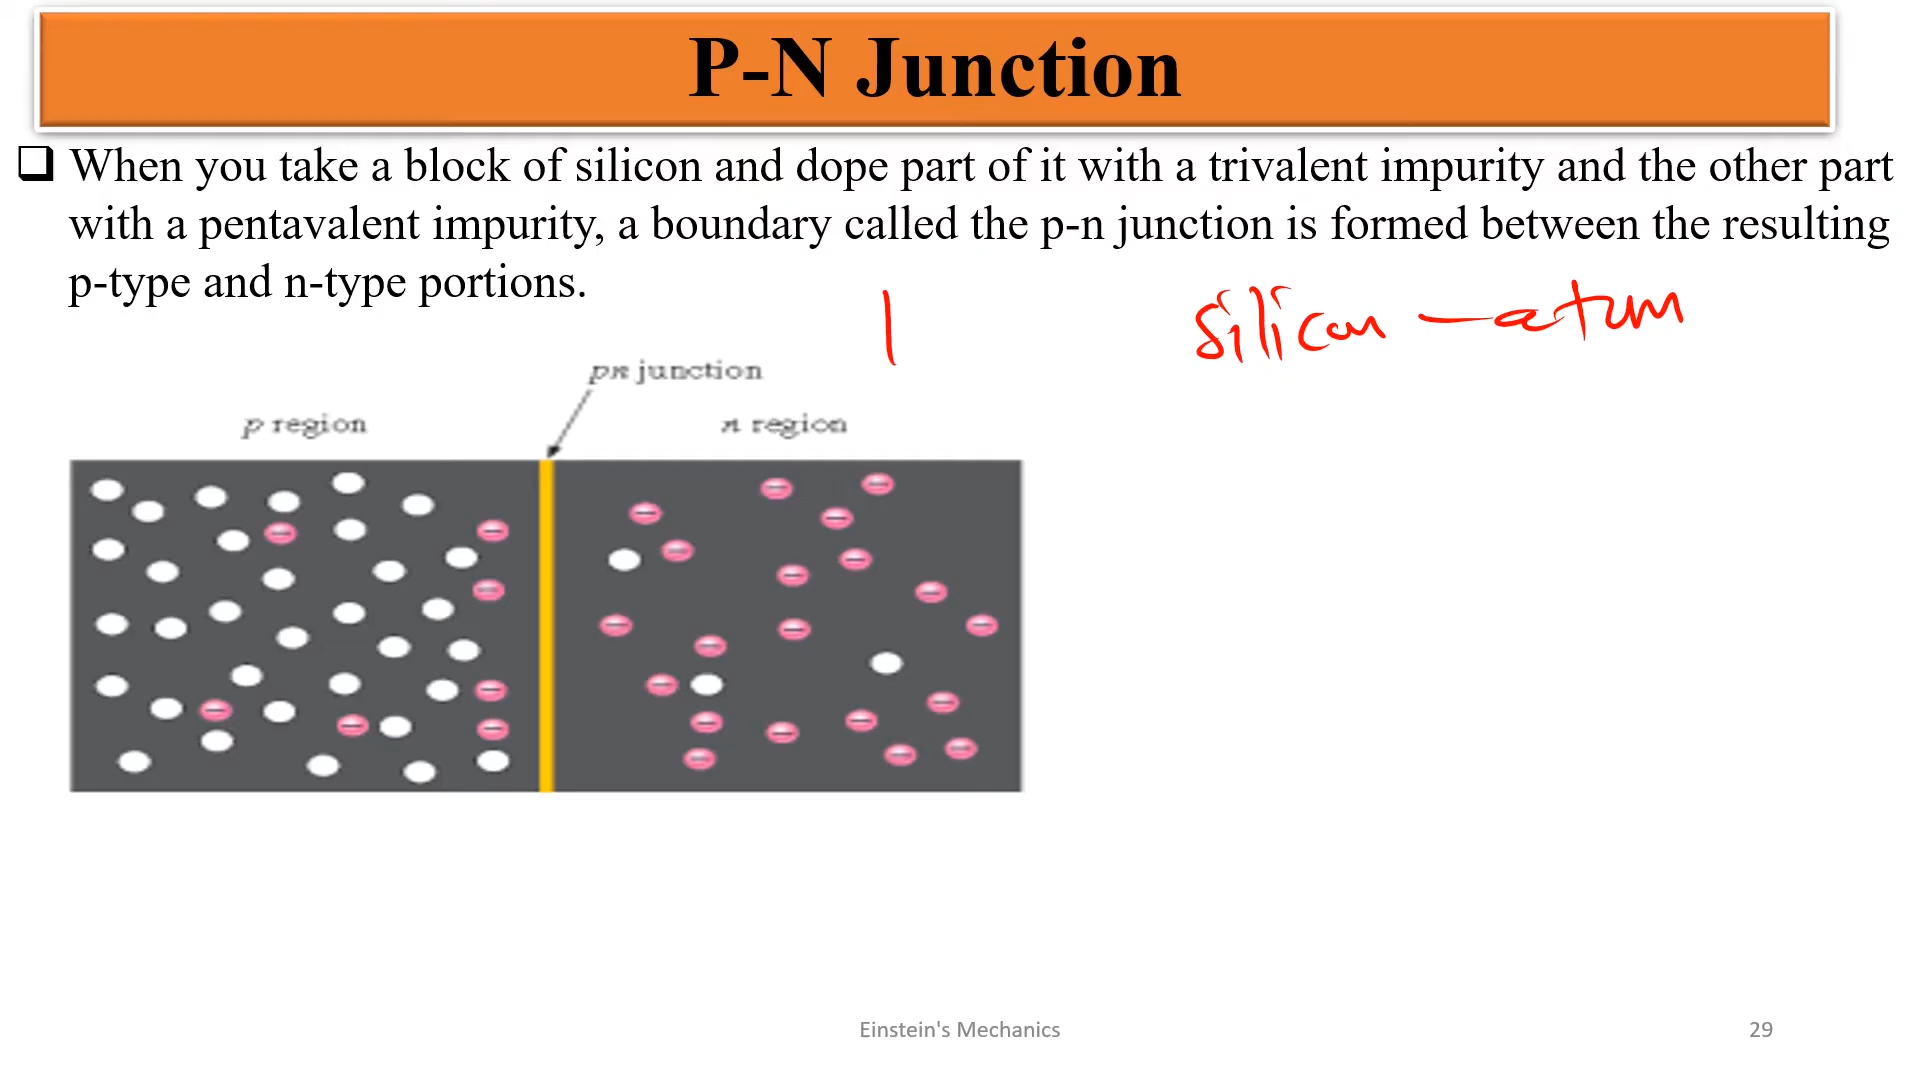 P-N Junction
❑ When you take a block of silicon and dope part of it with a trivalent impurity and the other part
with a pentavalent impurity, a boundary called the p-n junction is formed between the resulting
p-type and n-type portions.
silicon – atom
pn junction
p region
n region
Einstein's Mechanics
29